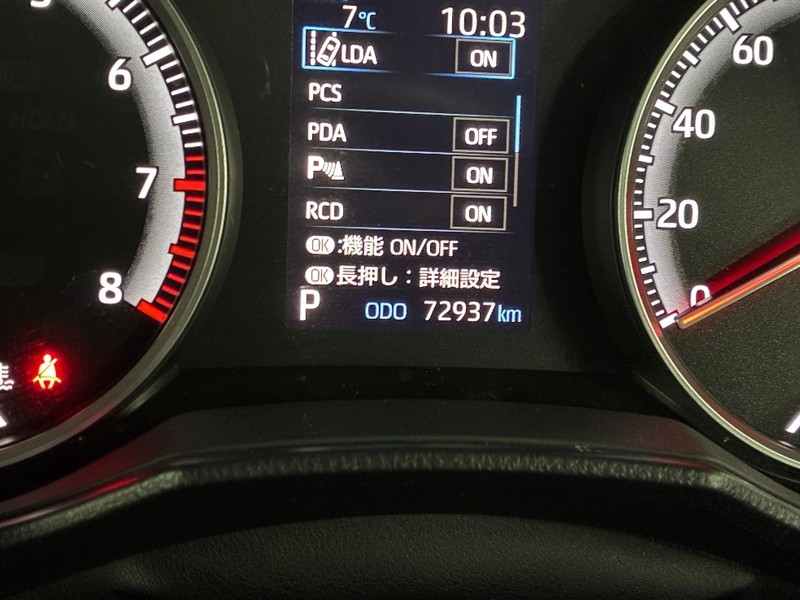 7℃ 10:03
LDA ON
PCS
PDA OFF
P ON
RCD ON
OK:機能 ON/OFF
OK長押し:詳細設定
P ODO 72937km
6
7
8
60
40
20
0